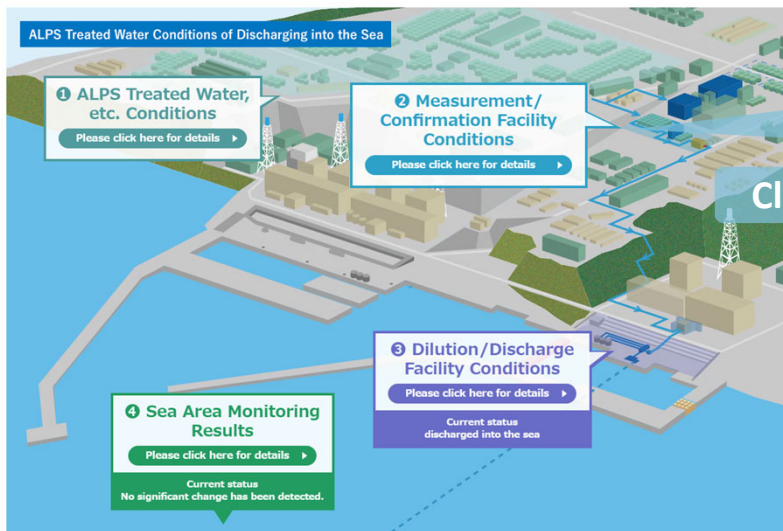 ALPS Treated Water Conditions of Discharging into the Sea
❶ ALPS Treated Water,
etc. Conditions
Please click here for details
❷ Measurement/
Confirmation Facility
Conditions
Please click here for details
Cl
❸ Dilution/Discharge
Facility Conditions
Please click here for details
Current status
discharged into the sea
❹ Sea Area Monitoring
Results
Please click here for details
Current status
No significant change has been detected.